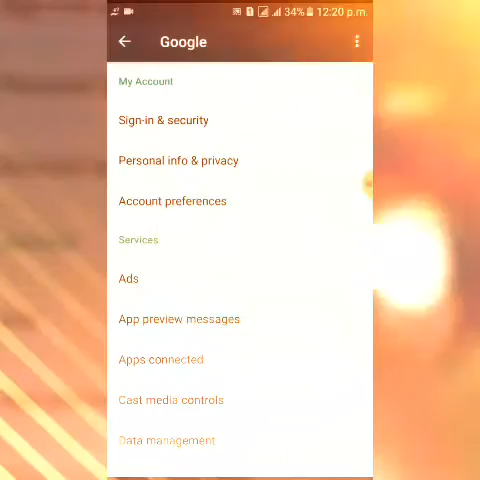 34% 12:20 p.m.
Google
My Account
Sign-in & security
Personal info & privacy
Account preferences
Services
Ads
App preview messages
Apps connected
Cast media controls
Data management